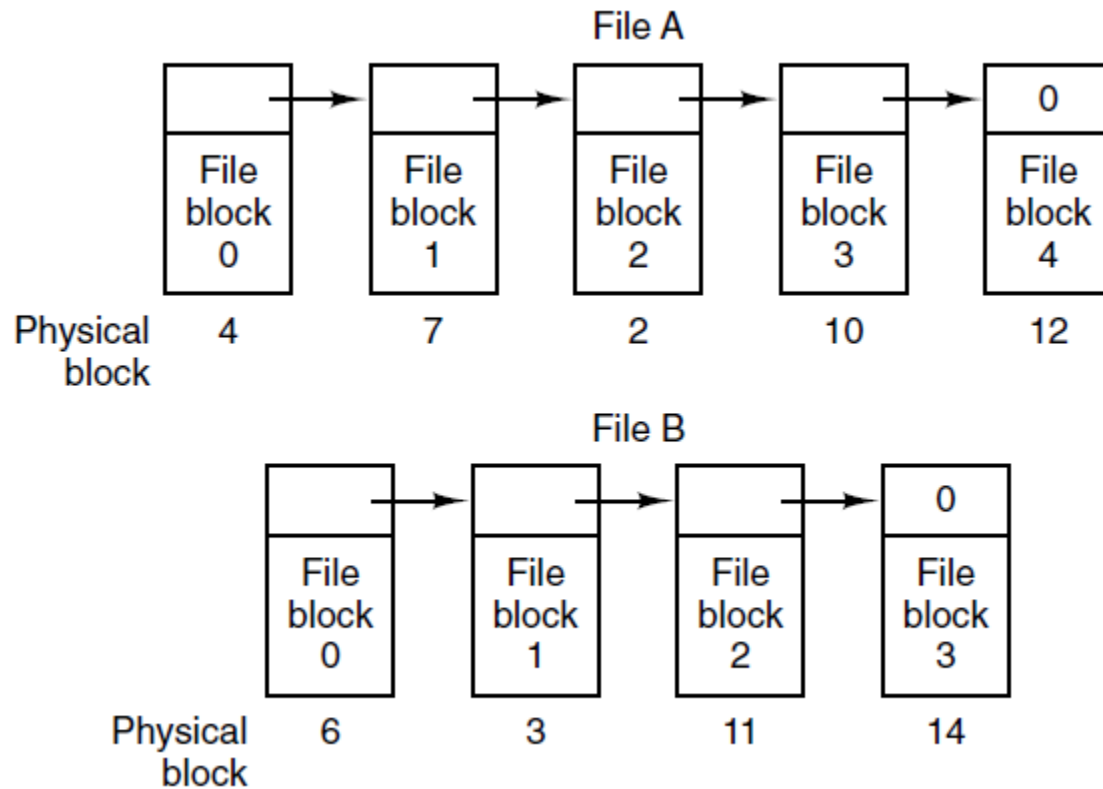 File A
0
File block 0
File block 1
File block 2
File block 3
File block 4
Physical block
4 7 2 10 12
File B
0
File block 0
File block 1
File block 2
File block 3
Physical block
6 3 11 14